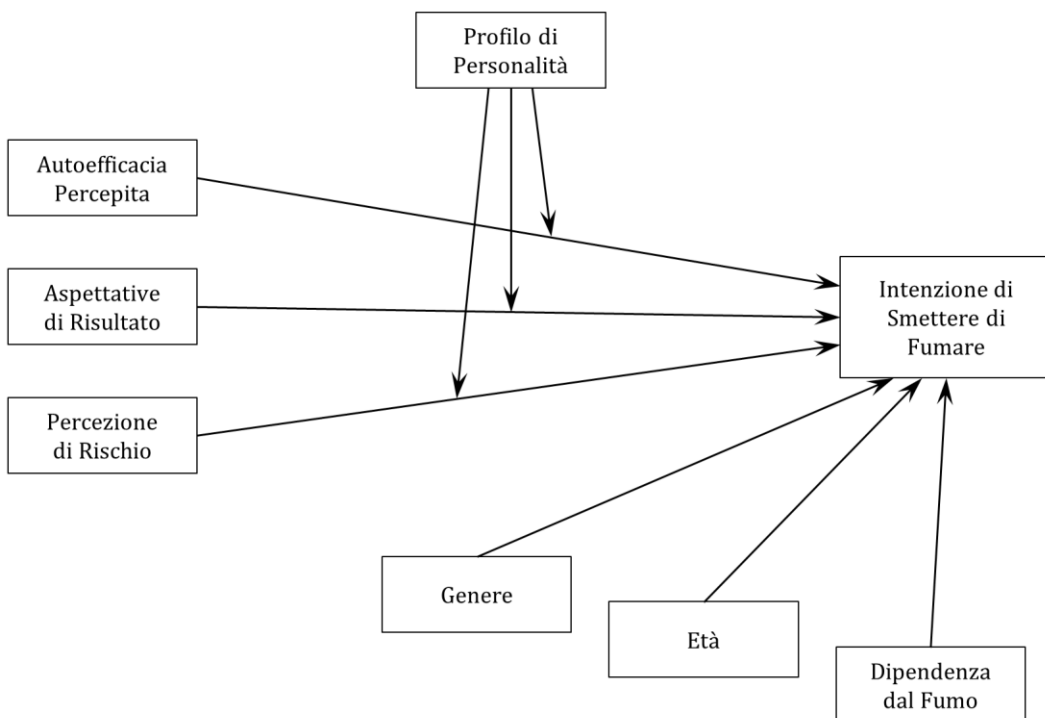 Profilo di
Personalità
Autoefficacia
Percepita
Aspettative
di Risultato
Intenzione di
Smettere di
Fumare
Percezione
di Rischio
Genere
Età
Dipendenza
dal Fumo